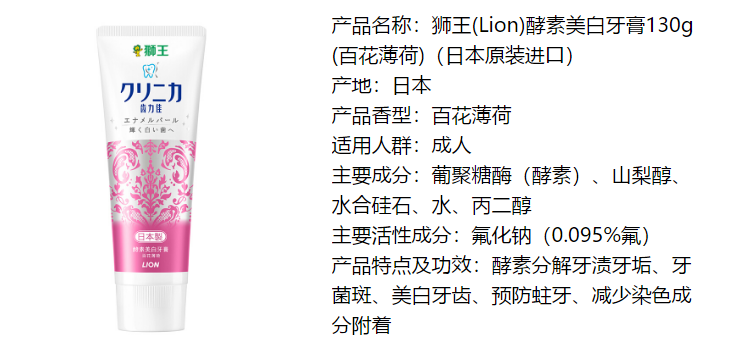 狮王
クリニカ
齿力佳
エナメルパール
輝く白い歯へ
日本製
酵素美白牙膏
百花薄荷
LION
产品名称：狮王(Lion)酵素美白牙膏130g
(百花薄荷)（日本原装进口）
产地：日本
产品香型：百花薄荷
适用人群：成人
主要成分：葡聚糖酶（酵素）、山梨醇、
水合硅石、水、丙二醇
主要活性成分：氟化钠（0.095%氟）
产品特点及功效：酵素分解牙渍牙垢、牙
菌斑、美白牙齿、预防蛀牙、减少染色成
分附着